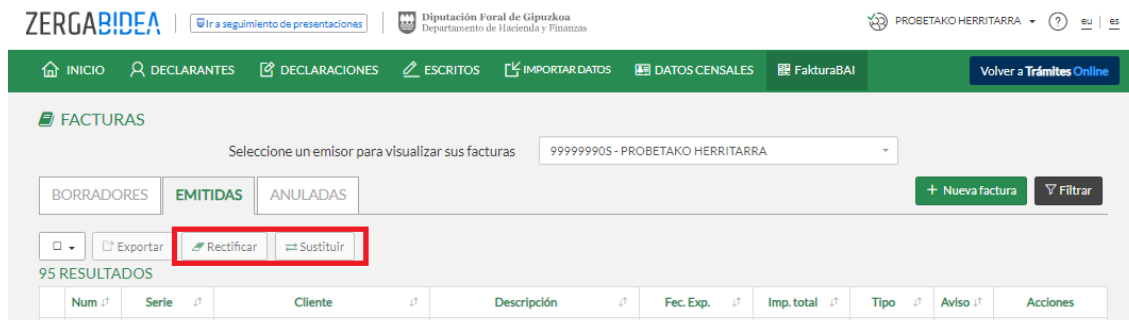 ZERGABIDEA Ir a seguimiento de presentaciones Diputación Foral de Gipuzkoa PROBETAKO HERRITARRA ? eu | es
Departamento de Hacienda y Finanzas
INICIO DECLARANTES DECLARACIONES ESCRITOS IMPORTAR DATOS DATOS CENSALES FakturaBAI Volver a Trámites Online
FACTURAS
Seleccione un emisor para visualizar sus facturas 99999990S - PROBETAKO HERRITARRA
BORRADORES EMITIDAS ANULADAS + Nueva factura Filtrar
Exportar Rectificar Sustituir
95 RESULTADOS
Num Serie Cliente Descripción Fec. Exp. Imp. total Tipo Aviso Acciones